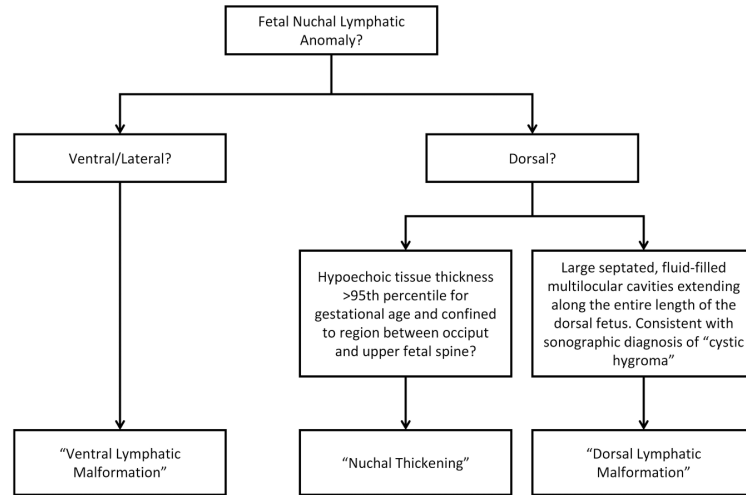 Fetal Nuchal Lymphatic
Anomaly?
Ventral/Lateral?
Dorsal?
Hypoechoic tissue thickness
>95th percentile for
gestational age and confined
to region between occiput
and upper fetal spine?
Large septated, fluid-filled
multilocular cavities extending
along the entire length of the
dorsal fetus. Consistent with
sonographic diagnosis of “cystic
hygroma”
“Ventral Lymphatic
Malformation”
“Nuchal Thickening”
“Dorsal Lymphatic
Malformation”